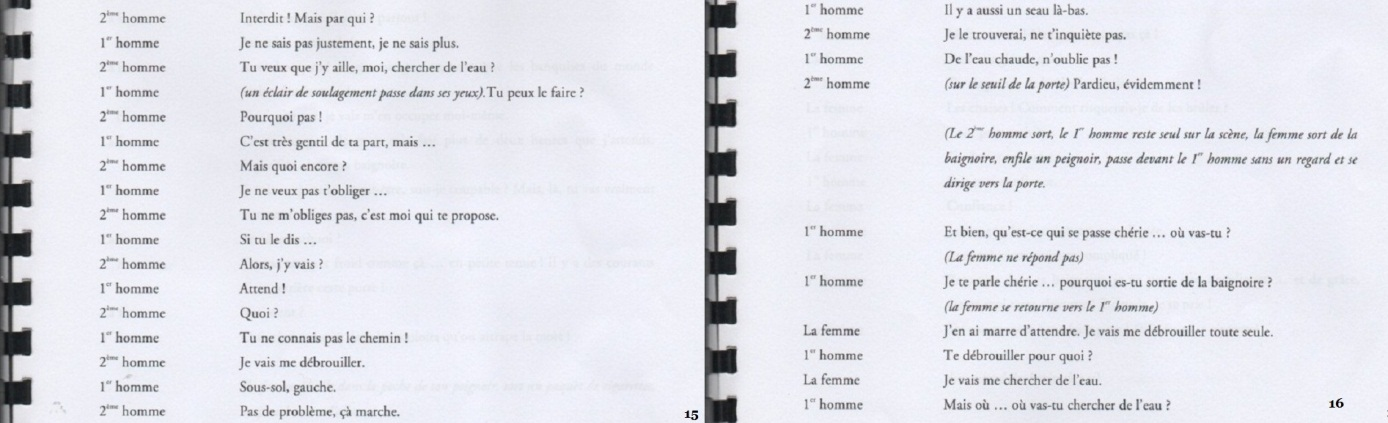 2ème homme Interdit ! Mais par qui ?
1er homme Je ne sais pas justement, je ne sais plus.
2ème homme Tu veux que j'y aille, moi, chercher de l'eau ?
1er homme (un éclair de soulagement passe dans ses yeux).Tu peux le faire ?
2ème homme Pourquoi pas !
1er homme C'est très gentil de ta part, mais …
2ème homme Mais quoi encore ?
1er homme Je ne veux pas t'obliger …
2ème homme Tu ne m'obliges pas, c'est moi qui te propose.
1er homme Si tu le dis …
2ème homme Alors, j'y vais ?
1er homme Attend !
2ème homme Quoi ?
1er homme Tu ne connais pas le chemin !
2ème homme Je vais me débrouiller.
1er homme Sous-sol, gauche.
2ème homme Pas de problème, çà marche.
15
1er homme Il y a aussi un seau là-bas.
2ème homme Je le trouverai, ne t'inquiète pas.
1er homme De l'eau chaude, n'oublie pas !
2ème homme (sur le seuil de la porte) Pardieu, évidemment !
(Le 2ème homme sort, le 1er homme reste seul sur la scène, la femme sort de la
baignoire, enfile un peignoir, passe devant le 1er homme sans un regard et se
dirige vers la porte.
1er homme Et bien, qu'est-ce qui se passe chérie … où vas-tu ?
(La femme ne répond pas)
1er homme Je te parle chérie … pourquoi es-tu sortie de la baignoire ?
(la femme se retourne vers le 1er homme)
La femme J'en ai marre d'attendre. Je vais me débrouiller toute seule.
1er homme Te débrouiller pour quoi ?
La femme Je vais me chercher de l'eau.
1er homme Mais où … où vas-tu chercher de l'eau ?
16